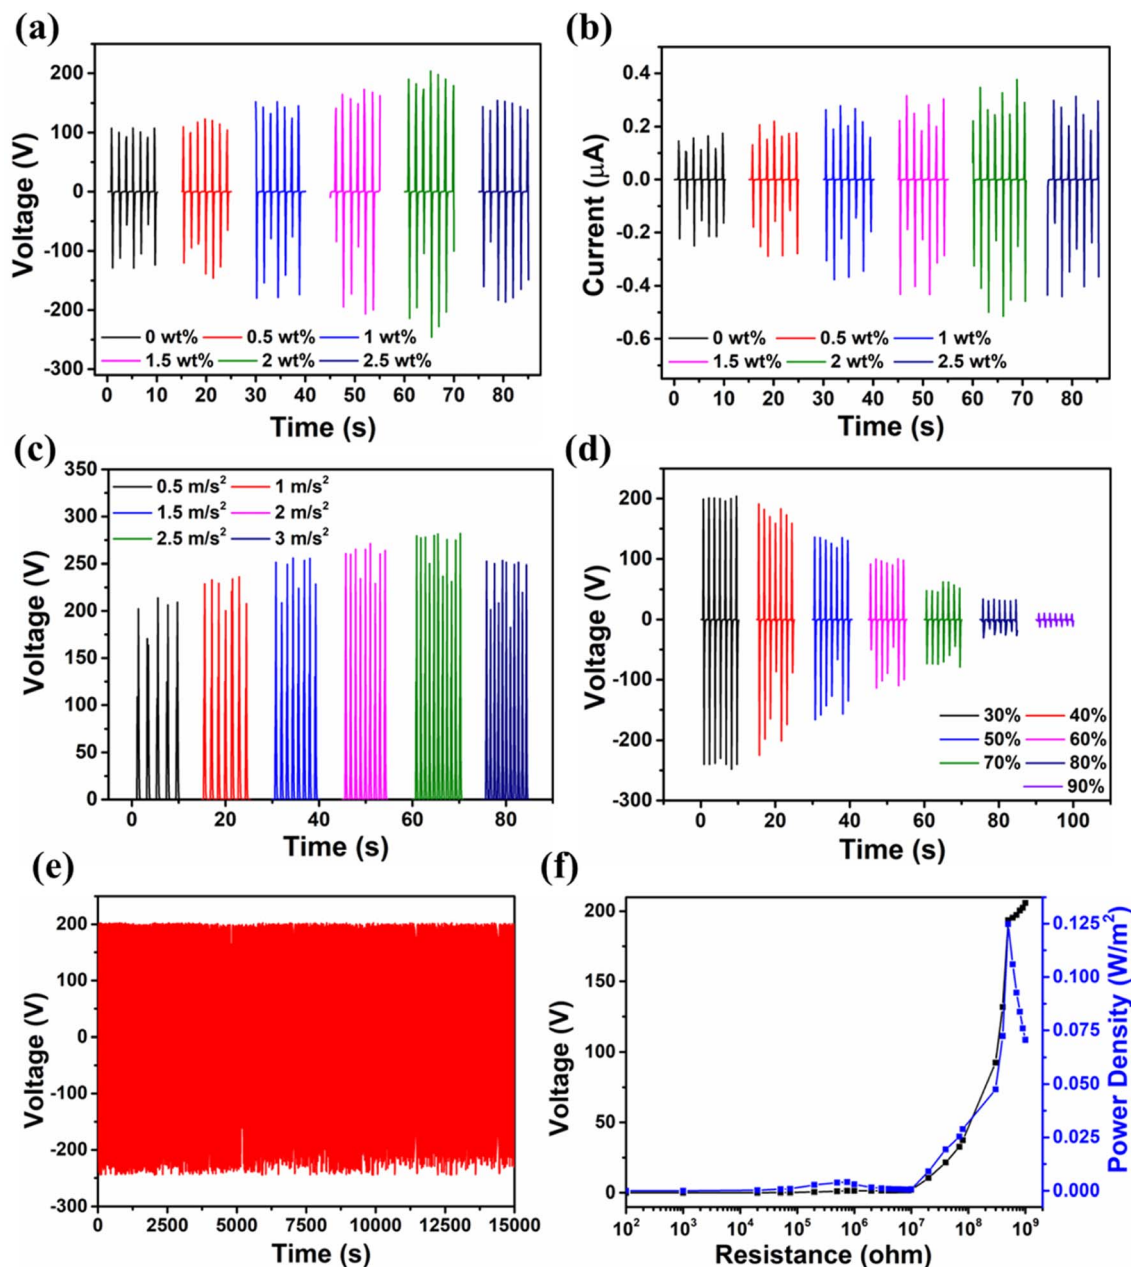 (a)
200
100
0
-100
-200
-300
Voltage (V)
0 wt% 0.5 wt% 1 wt%
1.5 wt% 2 wt% 2.5 wt%
0 10 20 30 40 50 60 70 80
Time (s)
(b)
0.4
0.2
0.0
-0.2
-0.4
-0.6
Current (μA)
0 wt% 0.5 wt% 1 wt%
1.5 wt% 2 wt% 2.5 wt%
0 10 20 30 40 50 60 70 80
Time (s)
(c)
350
300
250
200
150
100
50
0
Voltage (V)
0.5 m/s² 1 m/s²
1.5 m/s² 2 m/s²
2.5 m/s² 3 m/s²
0 20 40 60 80
Time (s)
(d)
200
100
0
-100
-200
-300
Voltage (V)
30% 40%
50% 60%
70% 80%
90%
0 20 40 60 80 100
Time (s)
(e)
200
100
0
-100
-200
-300
Voltage (V)
0 2500 5000 7500 10000 12500 15000
Time (s)
(f)
200
150
100
50
0
Voltage (V)
0.125
0.100
0.075
0.050
0.025
0.000
Power Density (W/m²)
10² 10³ 10⁴ 10⁵ 10⁶ 10⁷ 10⁸ 10⁹
Resistance (ohm)